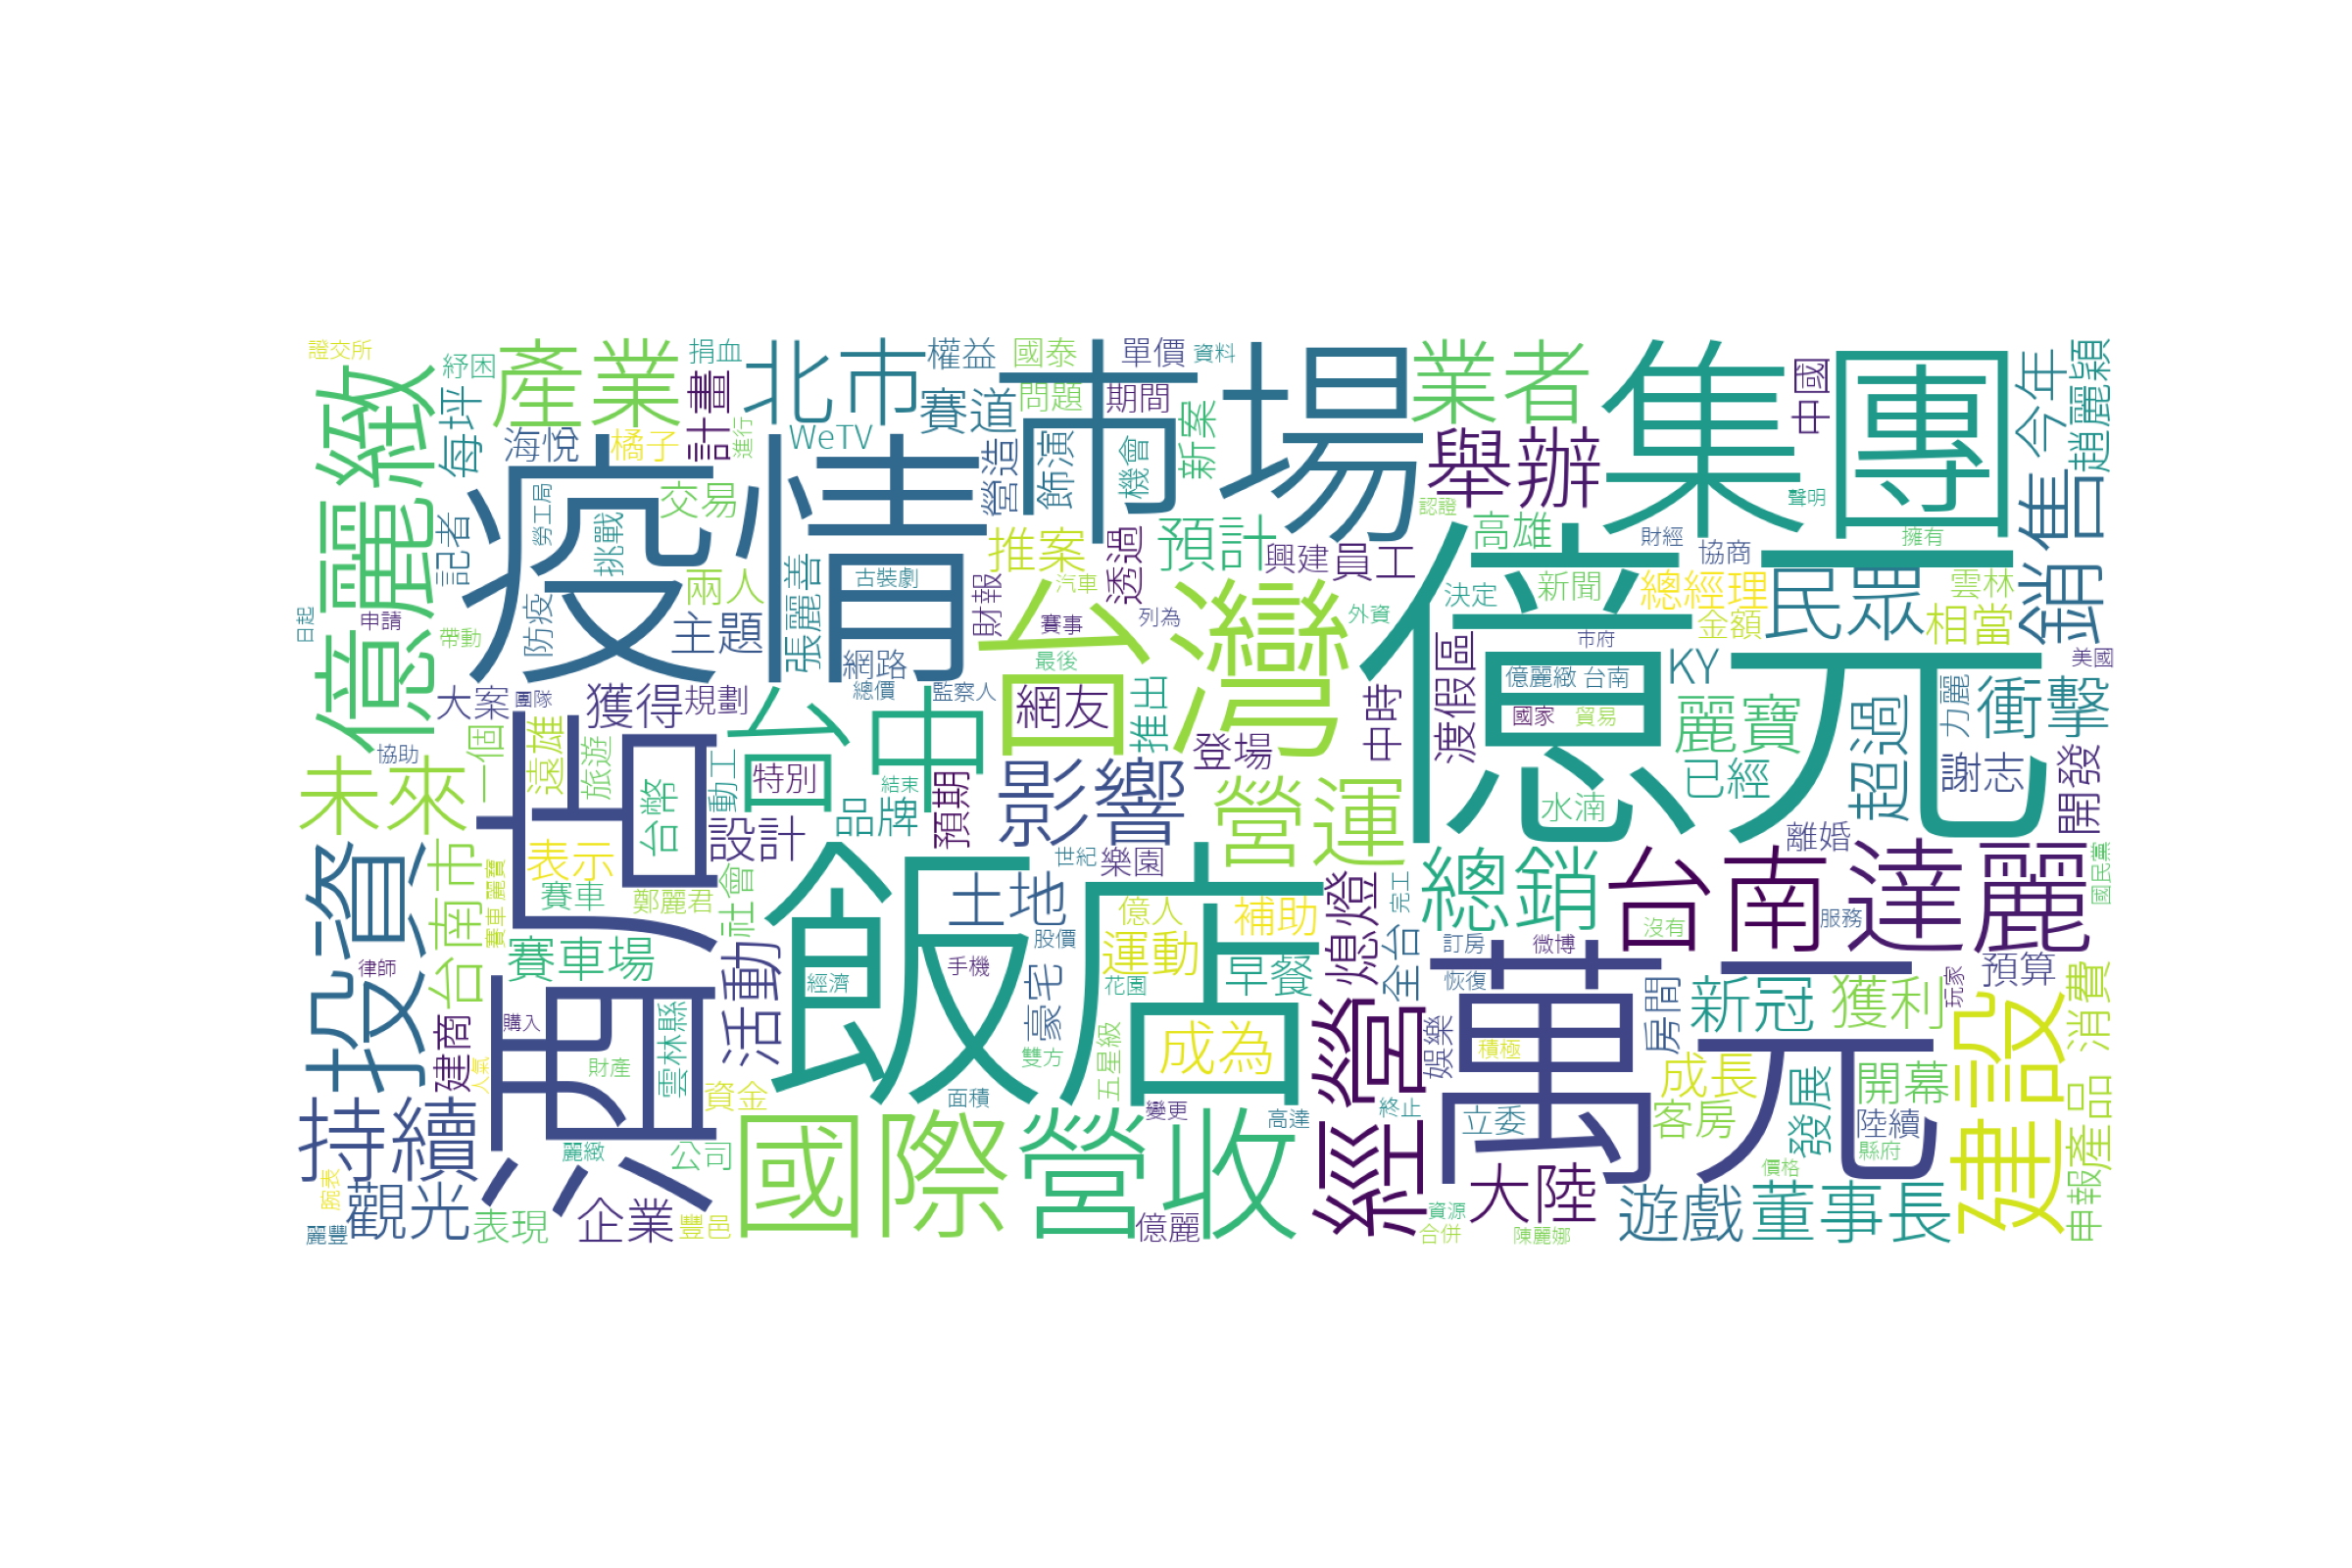 證交所
紓困
產業
捐血
計畫
北市
權益
國泰
單價
資料
市場
業者
集團
中國
今年
趙麗穎
億麗緻
每坪
海悅
橘子
進行
WeTV
賽道
問題
期間
新案
飾演
機會
營造
舉辦
銷售
疫情
記者
勞工局
挑戰
交易
兩人
防疫
主題
張麗善
古裝劇
網路
推案
財報
台灣
汽車
賽事
最後
透過
預計
列為
興建
員工
外資
認證
高雄
決定
新聞
財經
協商
聲明
擁有
總經理
金額
民眾
雲林
相當
美國
億元
市府
億麗緻 台南
國家
貿易
水湳
KY
麗寶
已經
超過
力麗
衝擊
謝志
開發
日起
申請
帶動
大案
團隊
獲得
規劃
總價
監察人
網友
推出
登場
中時
渡假區
協助
未來
一個
遠雄
旅遊
台幣
動工
特別
台中
結束
品牌
預期
影響
營運
離婚
設計
酒店
投資
台南市
賽車 麗寶
表示
賽車
鄭麗君
社會
賽車場
活動
飯店
土地
世紀
樂園
億人
補助
股價
運動
早餐
手機
經濟
花園
豪宅
熄燈
全台
完工
總銷
台南
達麗
服務
國民黨
訂房
微博
沒有
恢復
預算
玩家
消費
律師
建商
購入
人氣
財產
雲林縣
資金
面積
雙方
五星級
成為
經營
娛樂
積極
萬元
房間
新冠
獲利
成長
客房
發展
開幕
陸續
縣府
建設
產品
申報
持續
麗緻
公司
國際
營收
變更
高達
終止
立委
價格
腕表
麗豐
觀光
表現
企業
豐邑
億麗
資源
合併
大陸
陳麗娜
遊戲
董事長